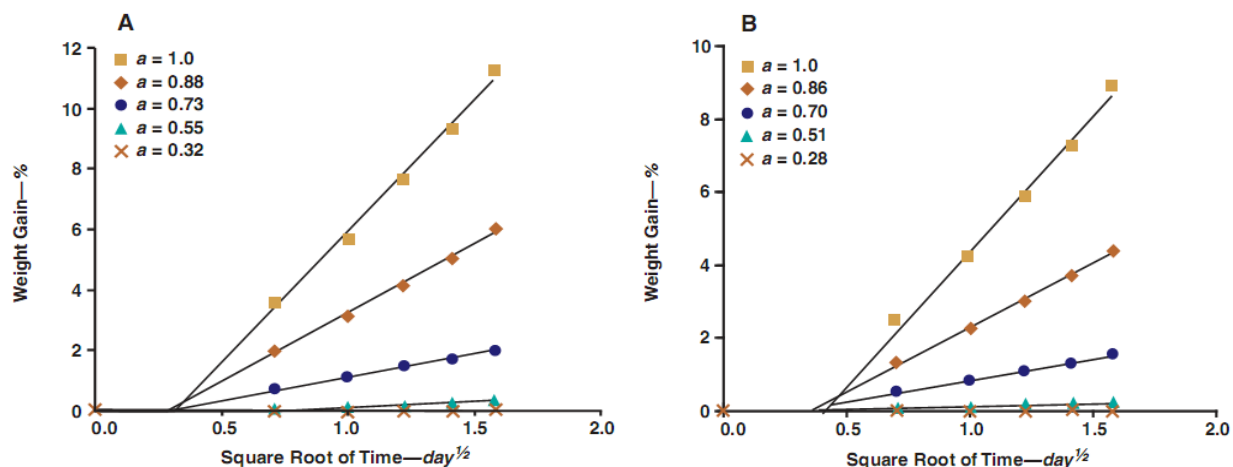 A
12
10
8
6
4
2
0
Weight Gain—%
a = 1.0
a = 0.88
a = 0.73
a = 0.55
a = 0.32
0.0 0.5 1.0 1.5 2.0
Square Root of Time—day½
B
10
8
6
4
2
0
Weight Gain—%
a = 1.0
a = 0.86
a = 0.70
a = 0.51
a = 0.28
0.0 0.5 1.0 1.5 2.0
Square Root of Time—day½